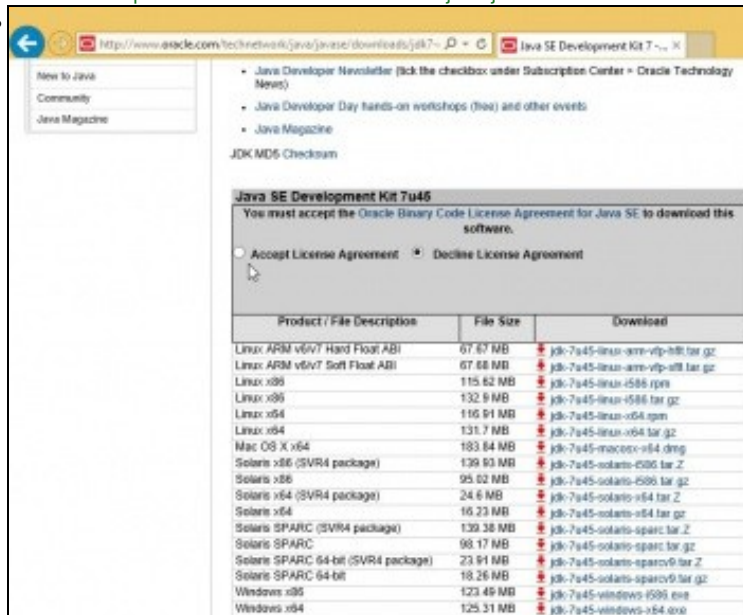 http://www.oracle.com/technetwork/java/javase/downloads/jdk7-
Java SE Development Kit 7 -...
New to Java
Community
Java Magazine
Java Developer Newsletter (tick the checkbox under Subscription Center > Oracle Technology
News)
Java Developer Day hands-on workshops (free) and other events
Java Magazine
JDK MD5 Checksum
Java SE Development Kit 7u45
You must accept the Oracle Binary Code License Agreement for Java SE to download this
software.
Accept License Agreement Decline License Agreement
Product / File Description File Size Download
Linux ARM v6/v7 Hard Float ABI 67.67 MB jdk-7u45-linux-arm-vfp-hflt.tar.gz
Linux ARM v6/v7 Soft Float ABI 67.68 MB jdk-7u45-linux-arm-vfp-sflt.tar.gz
Linux x86 115.62 MB jdk-7u45-linux-i586.rpm
Linux x86 132.9 MB jdk-7u45-linux-i586.tar.gz
Linux x64 116.91 MB jdk-7u45-linux-x64.rpm
Linux x64 131.7 MB jdk-7u45-linux-x64.tar.gz
Mac OS X x64 183.84 MB jdk-7u45-macosx-x64.dmg
Solaris x86 (SVR4 package) 139.93 MB jdk-7u45-solaris-i586.tar.Z
Solaris x86 95.02 MB jdk-7u45-solaris-i586.tar.gz
Solaris x64 (SVR4 package) 24.6 MB jdk-7u45-solaris-x64.tar.Z
Solaris x64 16.23 MB jdk-7u45-solaris-x64.tar.gz
Solaris SPARC (SVR4 package) 139.38 MB jdk-7u45-solaris-sparc.tar.Z
Solaris SPARC 98.17 MB jdk-7u45-solaris-sparc.tar.gz
Solaris SPARC 64-bit (SVR4 package) 23.91 MB jdk-7u45-solaris-sparcv9.tar.Z
Solaris SPARC 64-bit 18.26 MB jdk-7u45-solaris-sparcv9.tar.gz
Windows x86 123.49 MB jdk-7u45-windows-i586.exe
Windows x64 125.31 MB jdk-7u45-windows-x64.exe